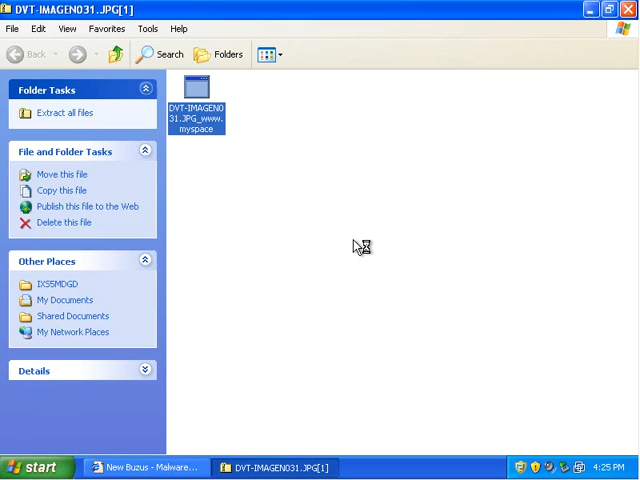 DVT-IMAGEN031.JPG[1]
File Edit View Favorites Tools Help
Back Search Folders
Folder Tasks
Extract all files
File and Folder Tasks
Move this file
Copy this file
Publish this file to the Web
Delete this file
Other Places
IX5SMDGD
My Documents
Shared Documents
My Network Places
Details
DVT-IMAGEN0
31.JPG_www.
myspace
start New Buzus - Malware... DVT-IMAGEN031.JPG[1] 4:25 PM